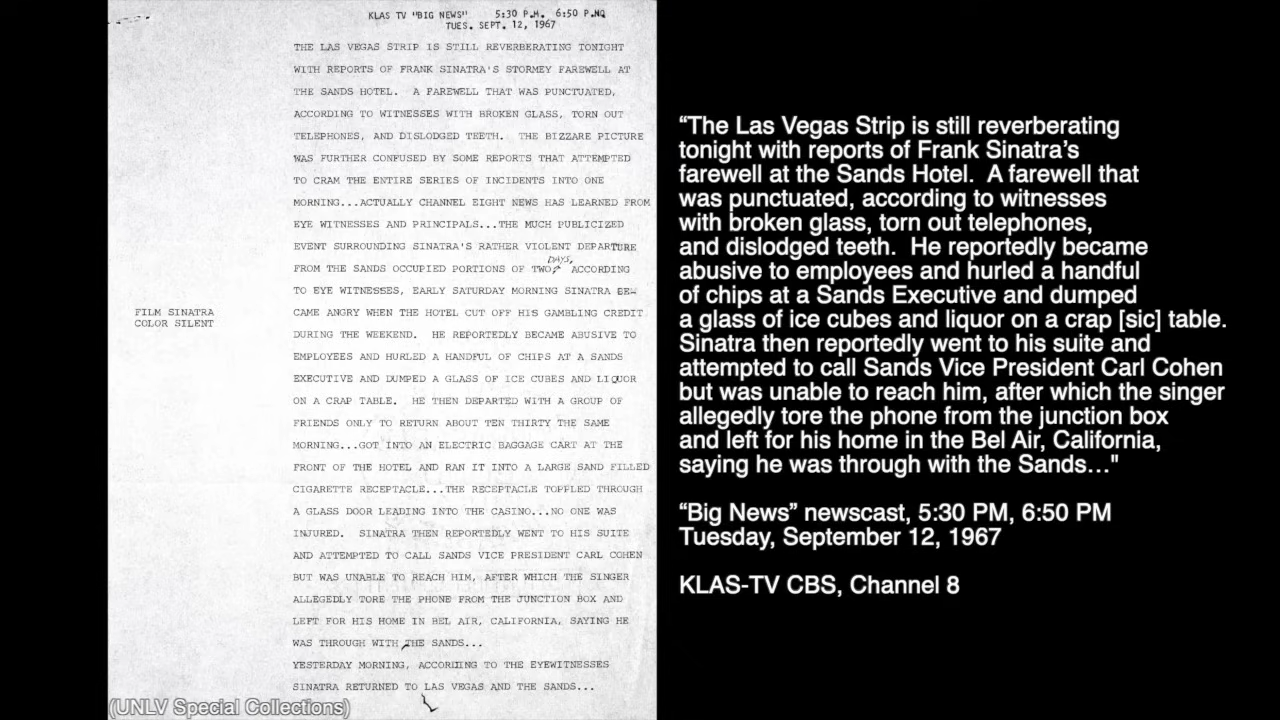 KLAS TV "BIG NEWS" 5:30 P.M. 6:50 P.M.
TUES. SEPT. 12, 1967
THE LAS VEGAS STRIP IS STILL REVERBERATING TONIGHT
WITH REPORTS OF FRANK SINATRA'S STORMEY FAREWELL AT
THE SANDS HOTEL. A FAREWELL THAT WAS PUNCTUATED,
ACCORDING TO WITNESSES WITH BROKEN GLASS, TORN OUT
TELEPHONES, AND DISLODGED TEETH. THE BIZZARE PICTURE
WAS FURTHER CONFUSED BY SOME REPORTS THAT ATTEMPTED
TO CRAM THE ENTIRE SERIES OF INCIDENTS INTO ONE
MORNING...ACTUALLY CHANNEL EIGHT NEWS HAS LEARNED FROM
EYE WITNESSES AND PRINCIPALS...THE MUCH PUBLICIZED
EVENT SURROUNDING SINATRA'S RATHER VIOLENT DEPARTURE
FROM THE SANDS OCCUPIED PORTIONS OF TWO DAYS, ACCORDING
TO EYE WITNESSES, EARLY SATURDAY MORNING SINATRA BE-
CAME ANGRY WHEN THE HOTEL CUT OFF HIS GAMBLING CREDIT
DURING THE WEEKEND. HE REPORTEDLY BECAME ABUSIVE TO
EMPLOYEES AND HURLED A HANDFUL OF CHIPS AT A SANDS
EXECUTIVE AND DUMPED A GLASS OF ICE CUBES AND LIQUOR
ON A CRAP TABLE. HE THEN DEPARTED WITH A GROUP OF
FRIENDS ONLY TO RETURN ABOUT TEN THIRTY THE SAME
MORNING...GOT INTO AN ELECTRIC BAGGAGE CART AT THE
FRONT OF THE HOTEL AND RAN IT INTO A LARGE SAND FILLED
CIGARETTE RECEPTACLE...THE RECEPTACLE TOPPLED THROUGH
A GLASS DOOR LEADING INTO THE CASINO...NO ONE WAS
INJURED. SINATRA THEN REPORTEDLY WENT TO HIS SUITE
AND ATTEMPTED TO CALL SANDS VICE PRESIDENT CARL COHEN
BUT WAS UNABLE TO REACH HIM, AFTER WHICH THE SINGER
ALLEGEDLY TORE THE PHONE FROM THE JUNCTION BOX AND
LEFT FOR HIS HOME IN BEL AIR, CALIFORNIA, SAYING HE
WAS THROUGH WITH THE SANDS...
YESTERDAY MORNING, ACCORDING TO THE EYEWITNESSES
SINATRA RETURNED TO LAS VEGAS AND THE SANDS...
FILM SINATRA
COLOR SILENT
(UNLV Special Collections)
“The Las Vegas Strip is still reverberating
tonight with reports of Frank Sinatra’s
farewell at the Sands Hotel. A farewell that
was punctuated, according to witnesses
with broken glass, torn out telephones,
and dislodged teeth. He reportedly became
abusive to employees and hurled a handful
of chips at a Sands Executive and dumped
a glass of ice cubes and liquor on a crap [sic] table.
Sinatra then reportedly went to his suite and
attempted to call Sands Vice President Carl Cohen
but was unable to reach him, after which the singer
allegedly tore the phone from the junction box
and left for his home in the Bel Air, California,
saying he was through with the Sands..."
“Big News” newscast, 5:30 PM, 6:50 PM
Tuesday, September 12, 1967
KLAS-TV CBS, Channel 8